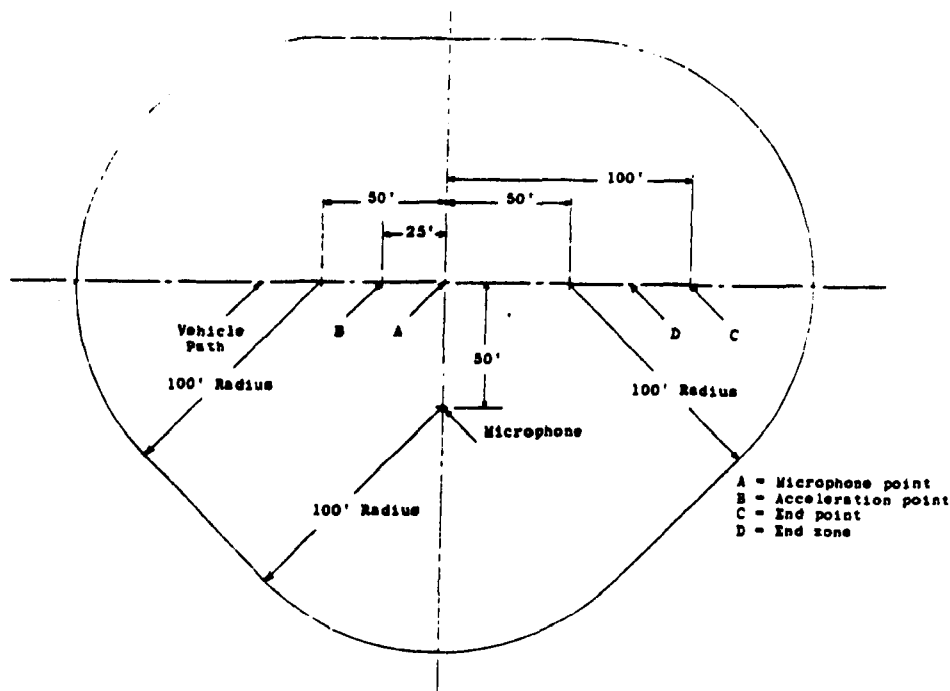 100'
50'
50'
25'
Vehicle
Path
B
A
D
C
50'
100' Radius
100' Radius
Microphone
100' Radius
A = Microphone point
B = Acceleration point
C = End point
D = End zone